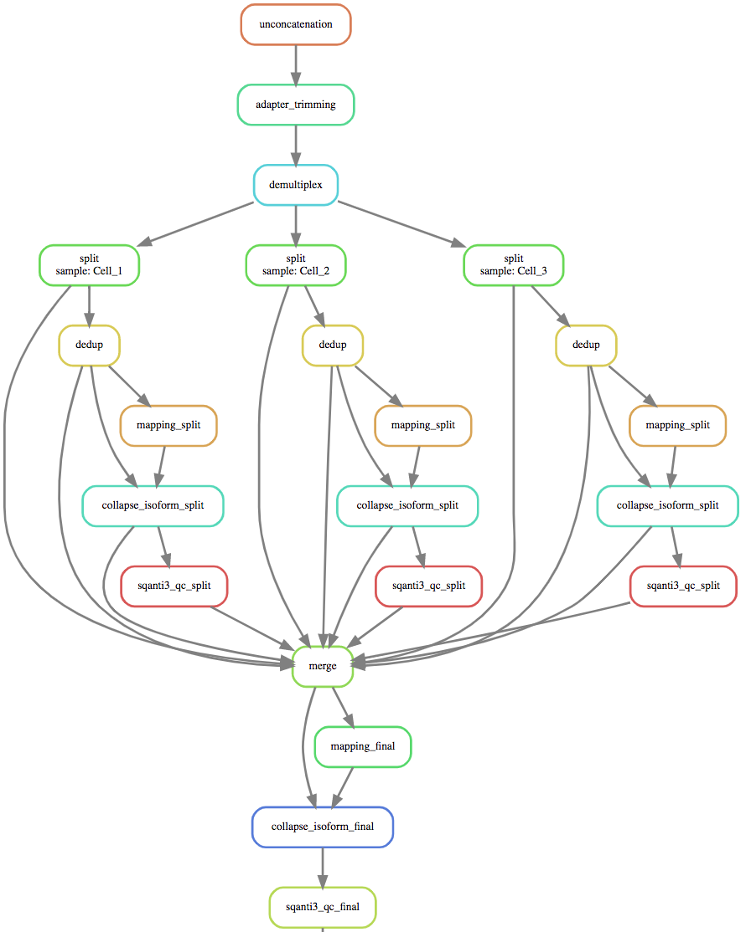 unconcatenation
adapter_trimming
demultiplex
split
sample: Cell_1
split
sample: Cell_2
split
sample: Cell_3
dedup
dedup
dedup
mapping_split
mapping_split
mapping_split
collapse_isoform_split
collapse_isoform_split
collapse_isoform_split
sqanti3_qc_split
sqanti3_qc_split
sqanti3_qc_split
merge
mapping_final
collapse_isoform_final
sqanti3_qc_final